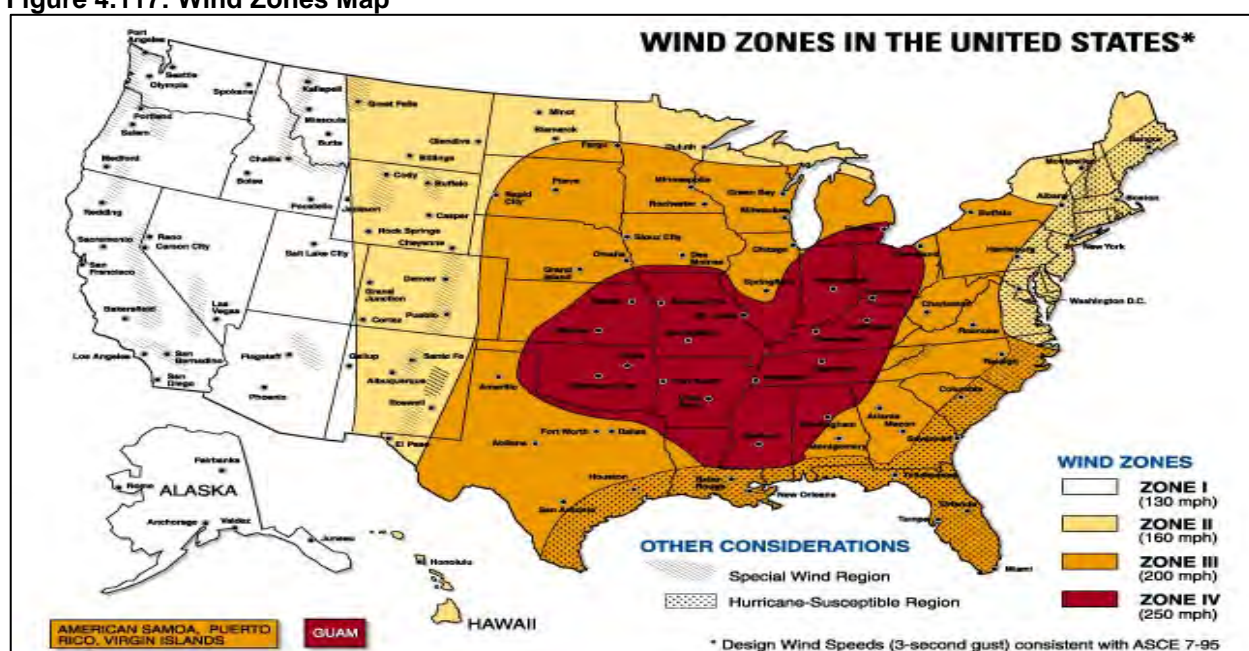 Figure 4.117: Wind Zones Map
WIND ZONES IN THE UNITED STATES*
Port Angeles
Seattle
Olympia
Spokane
Portland
Salem
Medford
Redding
Sacramento
San Francisco
Reno
Carson City
Bakersfield
Las Vegas
Los Angeles
San Bernadino
San Diego
Kalispell
Missoula
Butte
Challis
Boise
Pocatello
Jackson
Salt Lake City
Flagstaff
Phoenix
Great Falls
Glendive
Billings
Cody
Buffalo
Casper
Rock Springs
Cheyenne
Denver
Grand Junction
Pueblo
Cortez
Gallup
Santa Fe
Albuquerque
Roswell
El Paso
Minot
Bismarck
Fargo
Duluth
Pierre
Rapid City
Minneapolis
Rochester
Green Bay
Milwaukee
Sioux City
Omaha
Des Moines
Chicago
Grand Island
Springfield
Amarillo
Abilene
Fort Worth
Dallas
Houston
San Antonio
Baton Rouge
New Orleans
Birmingham
Montgomery
Atlanta
Macon
Savannah
Columbia
Raleigh
Roanoke
Charleston
Cleveland
Buffalo
Harrisburg
Albany
Montpelier
Boston
New York
Washington D.C.
Tallahassee
Orlando
Tampa
Miami
Fairbanks
Nome
ALASKA
Anchorage
Valdez
Juneau
Honolulu
HAWAII
AMERICAN SAMOA, PUERTO
RICO, VIRGIN ISLANDS
GUAM
OTHER CONSIDERATIONS
Special Wind Region
Hurricane-Susceptible Region
WIND ZONES
ZONE I
(130 mph)
ZONE II
(160 mph)
ZONE III
(200 mph)
ZONE IV
(250 mph)
* Design Wind Speeds (3-second gust) consistent with ASCE 7-95